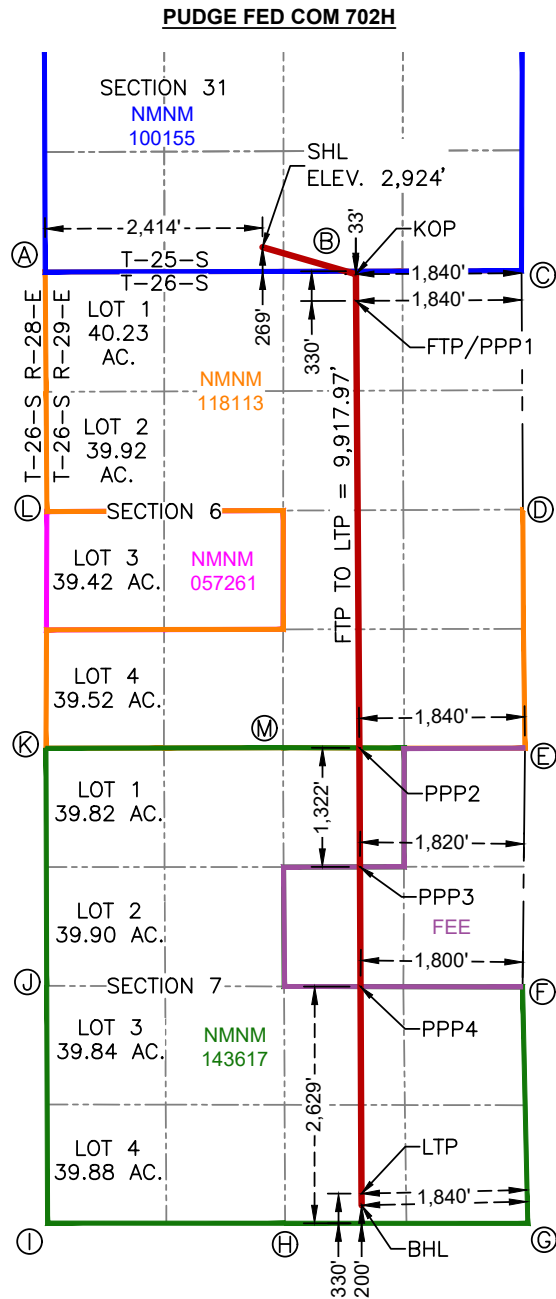 PUDGE FED COM 702H
SECTION 31
NMNM
100155
SHL
ELEV. 2,924'
2,414'
B
33'
KOP
A
T-25-S
T-26-S
1,840'
C
1,840'
LOT 1
40.23
AC.
269'
330'
FTP/PPP1
T-26-S R-28-E
T-26-S R-29-E
NMNM
118113
LOT 2
39.92
AC.
FTP TO LTP = 9,917.97'
L
SECTION 6
D
LOT 3
39.42 AC.
NMNM
057261
LOT 4
39.52 AC.
1,840'
K
M
E
LOT 1
39.82 AC.
1,322'
PPP2
1,820'
PPP3
LOT 2
39.90 AC.
FEE
1,800'
J
SECTION 7
F
LOT 3
39.84 AC.
NMNM
143617
PPP4
2,629'
LOT 4
39.88 AC.
LTP
1,840'
I
H
G
BHL
330'
200'